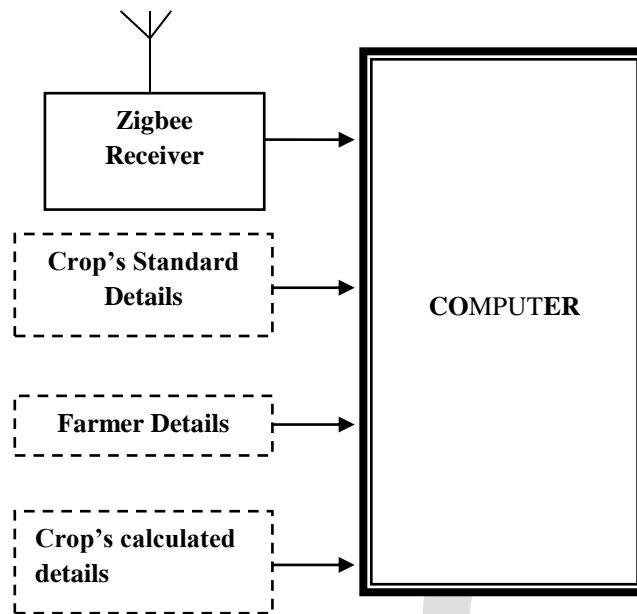 Zigbee
Receiver
Crop’s Standard
Details
COMPUTER
Farmer Details
Crop’s calculated
details